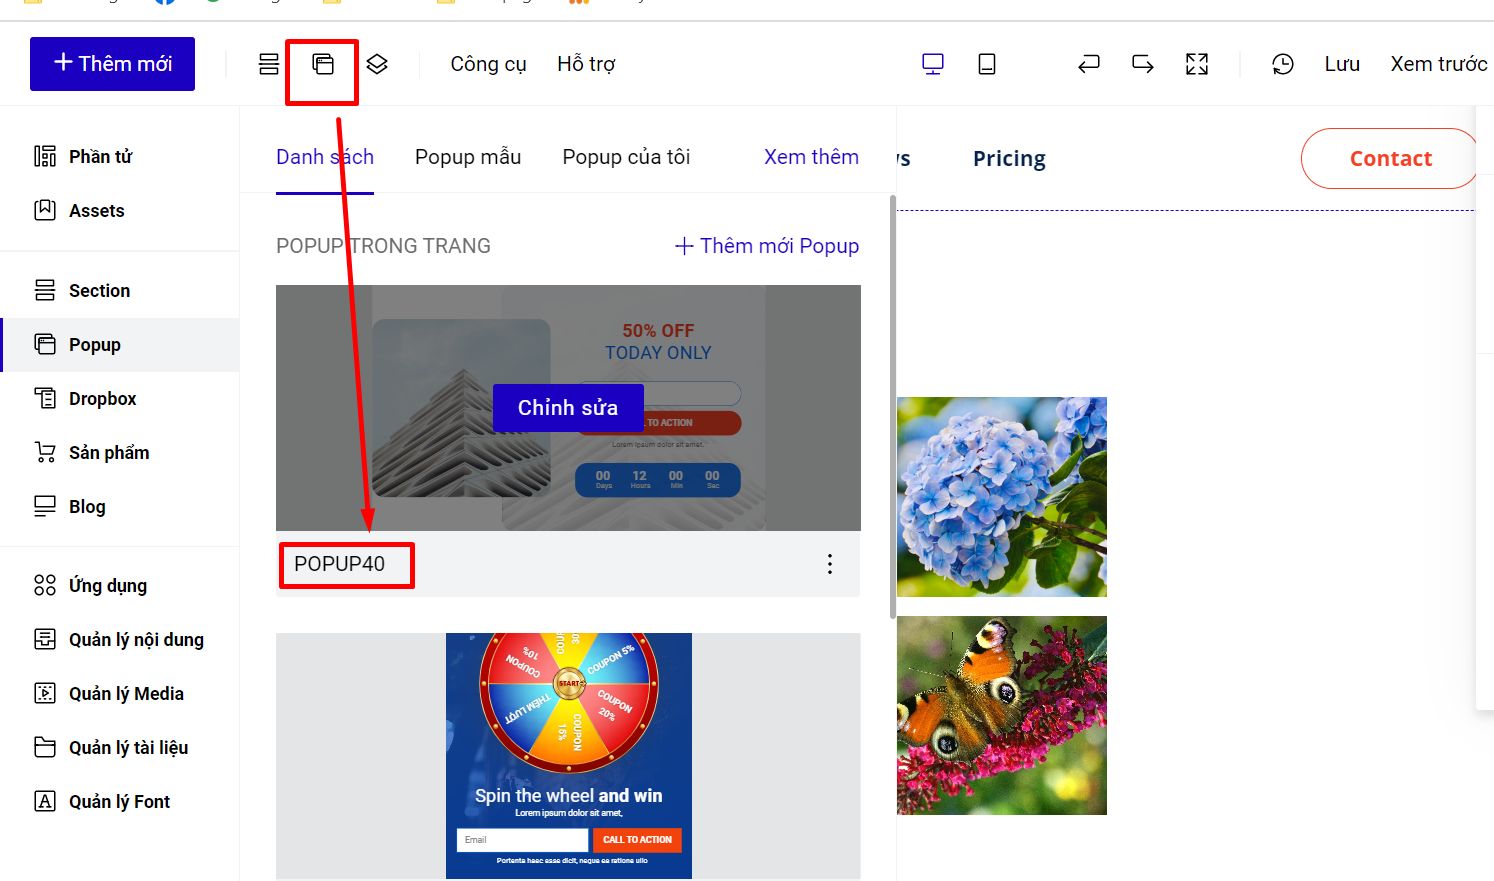 Thêm mới
Công cụ
Hỗ trợ
Lưu
Xem trước
Phần tử
Assets
Section
Popup
Dropbox
Sản phẩm
Blog
Ứng dụng
Quản lý nội dung
Quản lý Media
Quản lý tài liệu
Quản lý Font
Danh sách
Popup mẫu
Popup của tôi
Xem thêm
POPUP TRONG TRANG
+ Thêm mới Popup
50% OFF
TODAY ONLY
Chỉnh sửa
TO ACTION
Lorem ipsum dolor sit amet.
00 12 00 00
Days Hours Min Sec
POPUP40
COUPON 10%
COUPON 30
COUPON 5%
COUPON 20%
COUPON 15%
THÊM LƯỢT
START
Spin the wheel and win
Lorem ipsum dolor sit amet,
Email
CALL TO ACTION
Portenta haec esse dicit, neque ea ratione ullo
Pricing
Contact